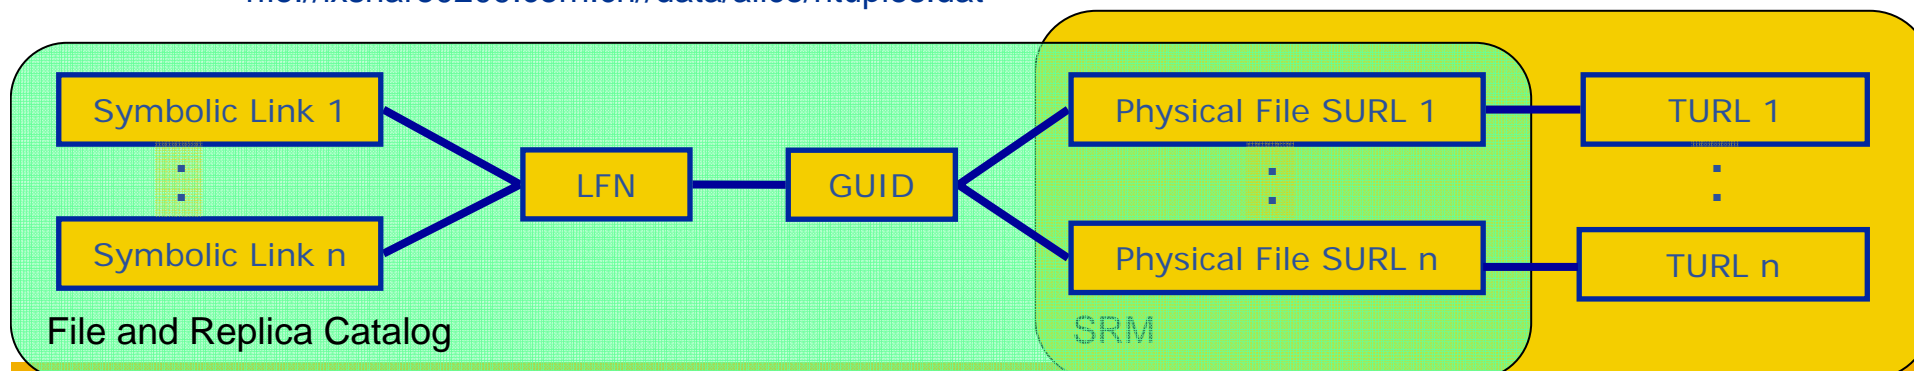 Symbolic Link 1
Physical File SURL 1
TURL 1
LFN
GUID
Symbolic Link n
Physical File SURL n
TURL n
File and Replica Catalog
SRM